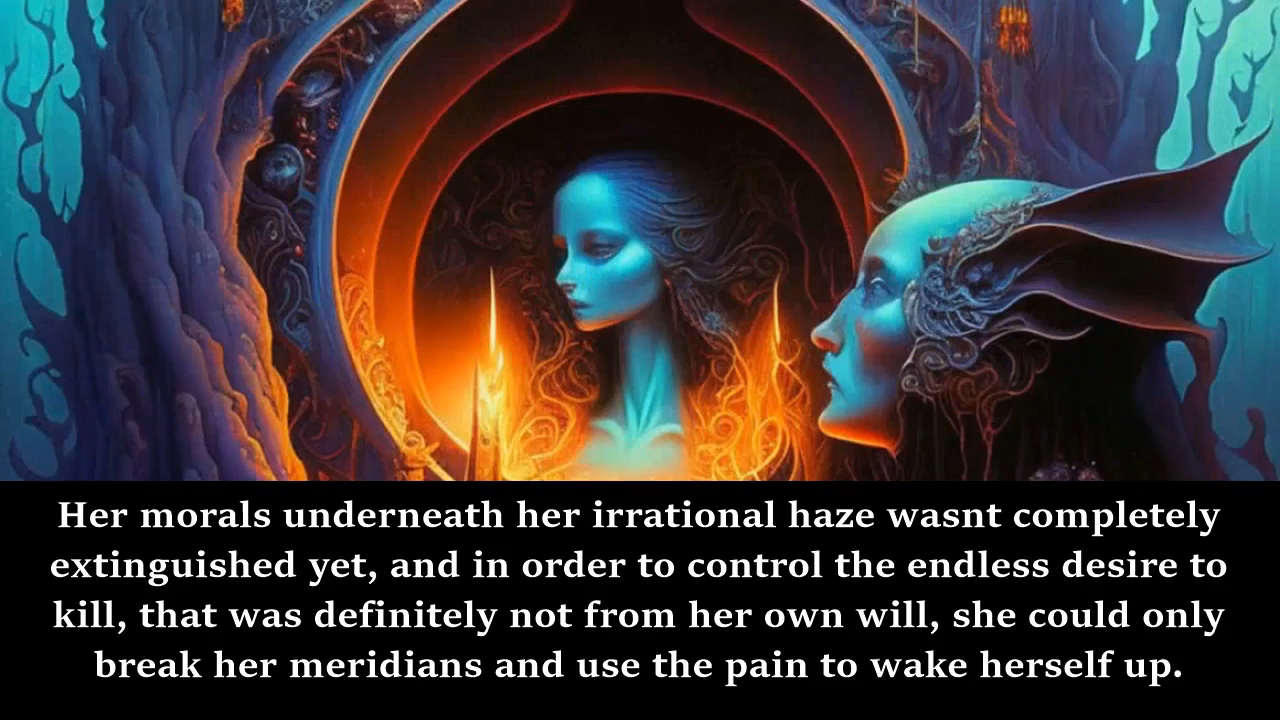 Her morals underneath her irrational haze wasnt completely
extinguished yet, and in order to control the endless desire to
kill, that was definitely not from her own will, she could only
break her meridians and use the pain to wake herself up.